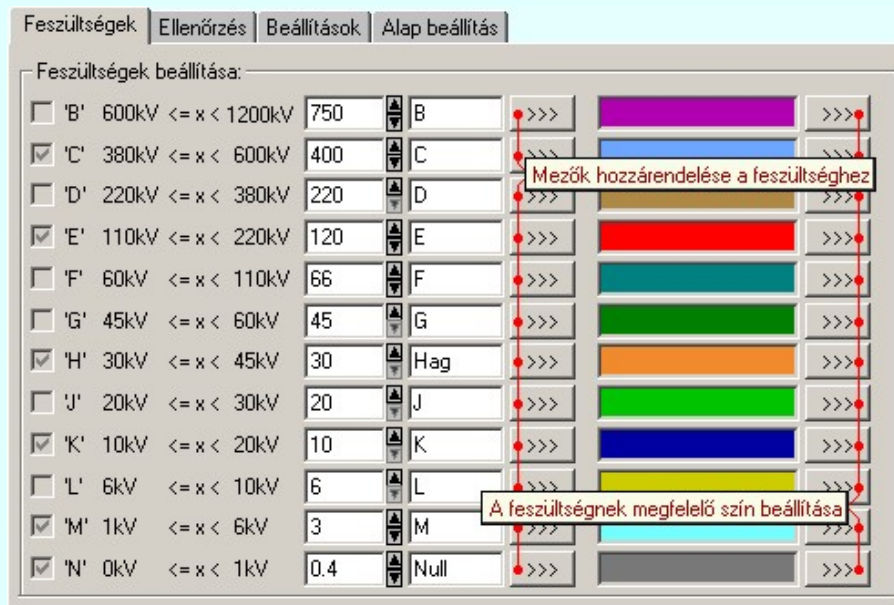 Feszültségek Ellenőrzés Beállítások Alap beállítás
Feszültségek beállítása:
'B' 600kV <= x < 1200kV 750 B >>> >>>
'C' 380kV <= x < 600kV 400 C >>> >>>
Mezők hozzárendelése a feszültséghez
'D' 220kV <= x < 380kV 220 D >>> >>>
'E' 110kV <= x < 220kV 120 E >>> >>>
'F' 60kV <= x < 110kV 66 F >>> >>>
'G' 45kV <= x < 60kV 45 G >>> >>>
'H' 30kV <= x < 45kV 30 Hag >>> >>>
'J' 20kV <= x < 30kV 20 J >>> >>>
'K' 10kV <= x < 20kV 10 K >>> >>>
'L' 6kV <= x < 10kV 6 L >>> >>>
A feszültségnek megfelelő szín beállítása
'M' 1kV <= x < 6kV 3 M >>> >>>
'N' 0kV <= x < 1kV 0.4 Null >>> >>>